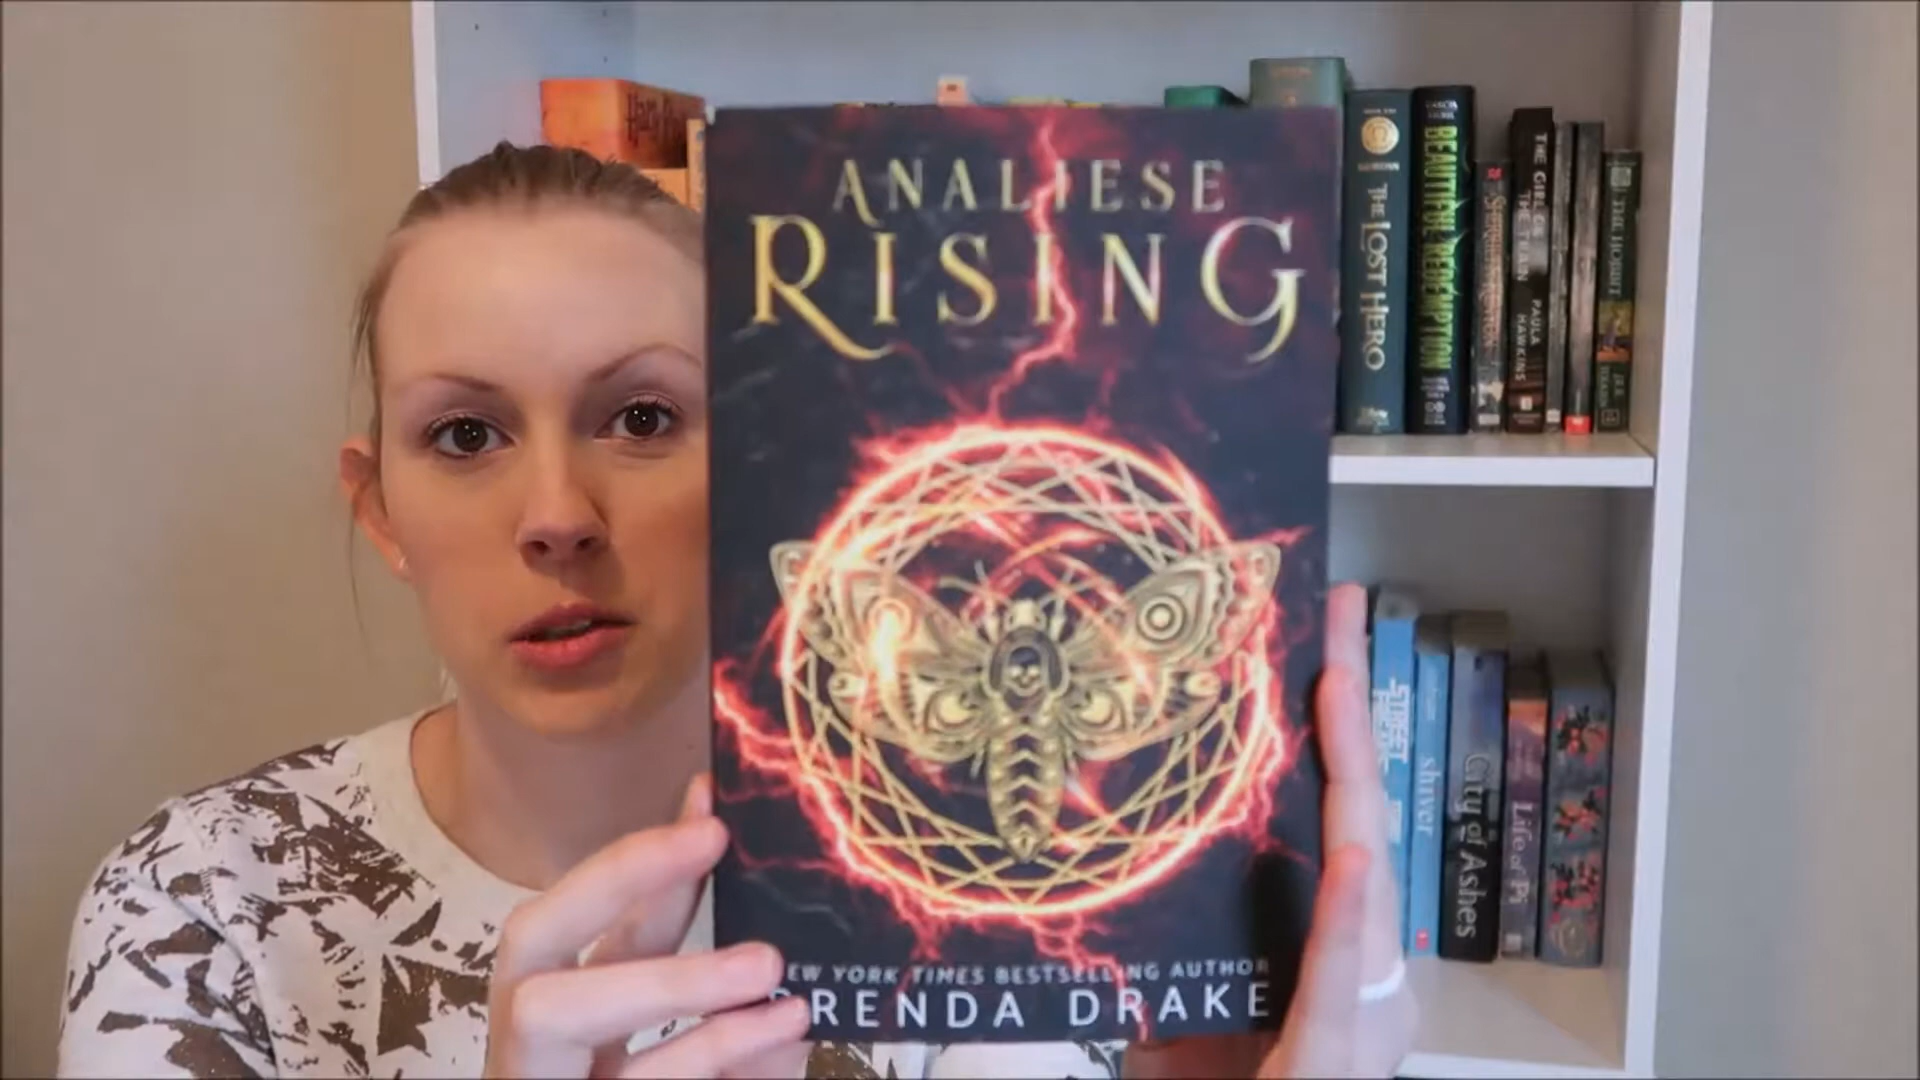 ANALIESE
RISING
EW YORK TIMES BESTSELLING AUTHOR
RENDA DRAKE
Harry
THE LOST HERO
BEAUTIFUL REDEMPTION
THE GIRL ON
THE TRAIN
PAULA
HAWKINS
THE HOBBIT
shiver
City of Ashes
Life of Pi